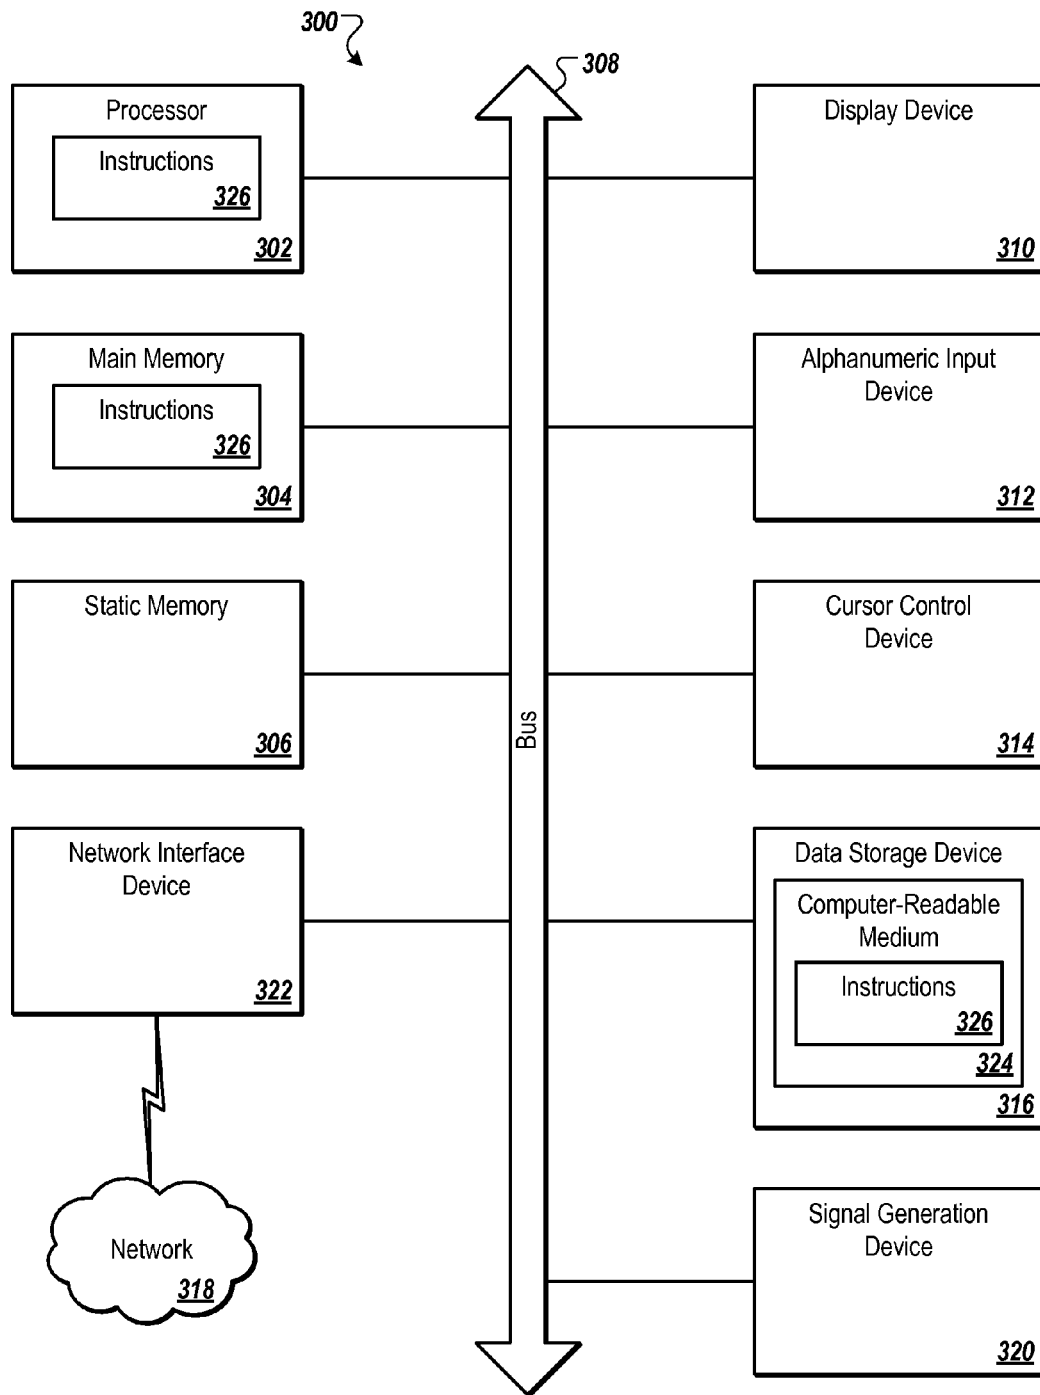 300
308
Processor
Instructions
326
302
Display Device
310
Main Memory
Instructions
326
304
Alphanumeric Input
Device
312
Static Memory
306
Cursor Control
Device
314
Bus
Network Interface
Device
322
Data Storage Device
Computer-Readable
Medium
Instructions
326
324
316
Network
318
Signal Generation
Device
320